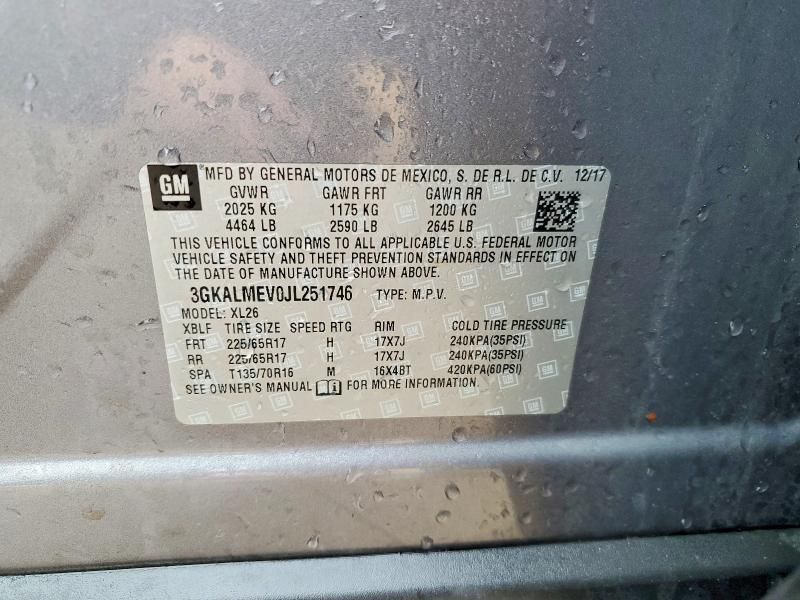 GM ® MFD BY GENERAL MOTORS DE MEXICO, S. DE R.L. DE C.V. 12/17
GVWR GAWR FRT GAWR RR
2025 KG 1175 KG 1200 KG
4464 LB 2590 LB 2645 LB
THIS VEHICLE CONFORMS TO ALL APPLICABLE U.S. FEDERAL MOTOR
VEHICLE SAFETY AND THEFT PREVENTION STANDARDS IN EFFECT ON
THE DATE OF MANUFACTURE SHOWN ABOVE.
3GKALMEV0JL251746 TYPE: M.P.V.
MODEL: XL26
XBLF TIRE SIZE SPEED RTG RIM COLD TIRE PRESSURE
FRT 225/65R17 H 17X7J 240KPA(35PSI)
RR 225/65R17 H 17X7J 240KPA(35PSI)
SPA T135/70R16 M 16X4BT 420KPA(60PSI)
SEE OWNER'S MANUAL FOR MORE INFORMATION.